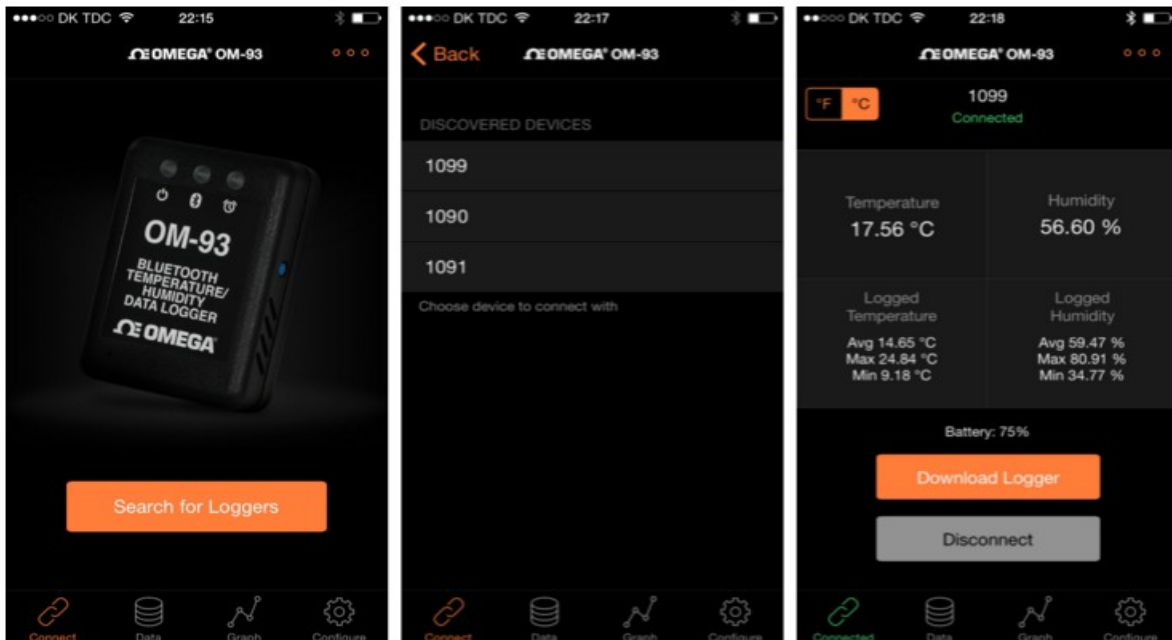 DK TDC 22:15
OMEGA® OM-93
OM-93
BLUETOOTH
TEMPERATURE/
HUMIDITY
DATA LOGGER
OMEGA
Search for Loggers
Connect Data Graph Configure
DK TDC 22:17
Back OMEGA® OM-93
DISCOVERED DEVICES
1099
1090
1091
Choose device to connect with
Connect Data Graph Configure
DK TDC 22:18
OMEGA® OM-93
°F °C 1099
Connected
Temperature Humidity
17.56 °C 56.60 %
Logged Logged
Temperature Humidity
Avg 14.65 °C Avg 59.47 %
Max 24.84 °C Max 80.91 %
Min 9.18 °C Min 34.77 %
Battery: 75%
Download Logger
Disconnect
Connected Data Graph Configure